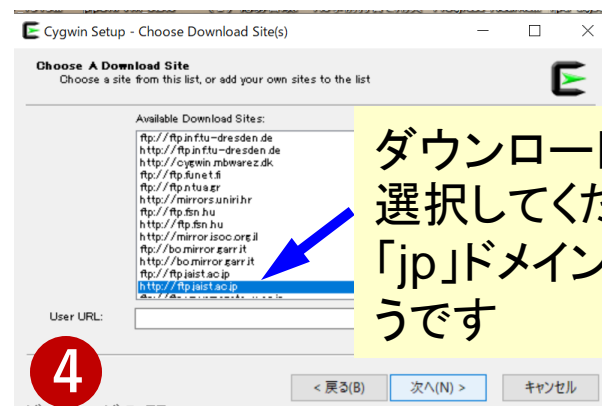 Cygwin Setup - Choose Download Site(s)
Choose A Download Site
Choose a site from this list, or add your own sites to the list
Available Download Sites:
ftp://ftp.inf.tu-dresden.de
http://ftp.inf.tu-dresden.de
http://cygwin.mbwarez.dk
ftp://ftp.funet.fi
ftp://ftp.ntua.gr
http://mirrors.uniri.hr
ftp://ftp.fsn.hu
http://ftp.fsn.hu
http://mirror.isoc.org.il
ftp://bo.mirror.garr.it
http://bo.mirror.garr.it
ftp://ftp.jaist.ac.jp
http://ftp.jaist.ac.jp
ダウンロード
選択してくだ
「jp」ドメイン
うです
User URL:
4
< 戻る(B)
次へ(N) >
キャンセル